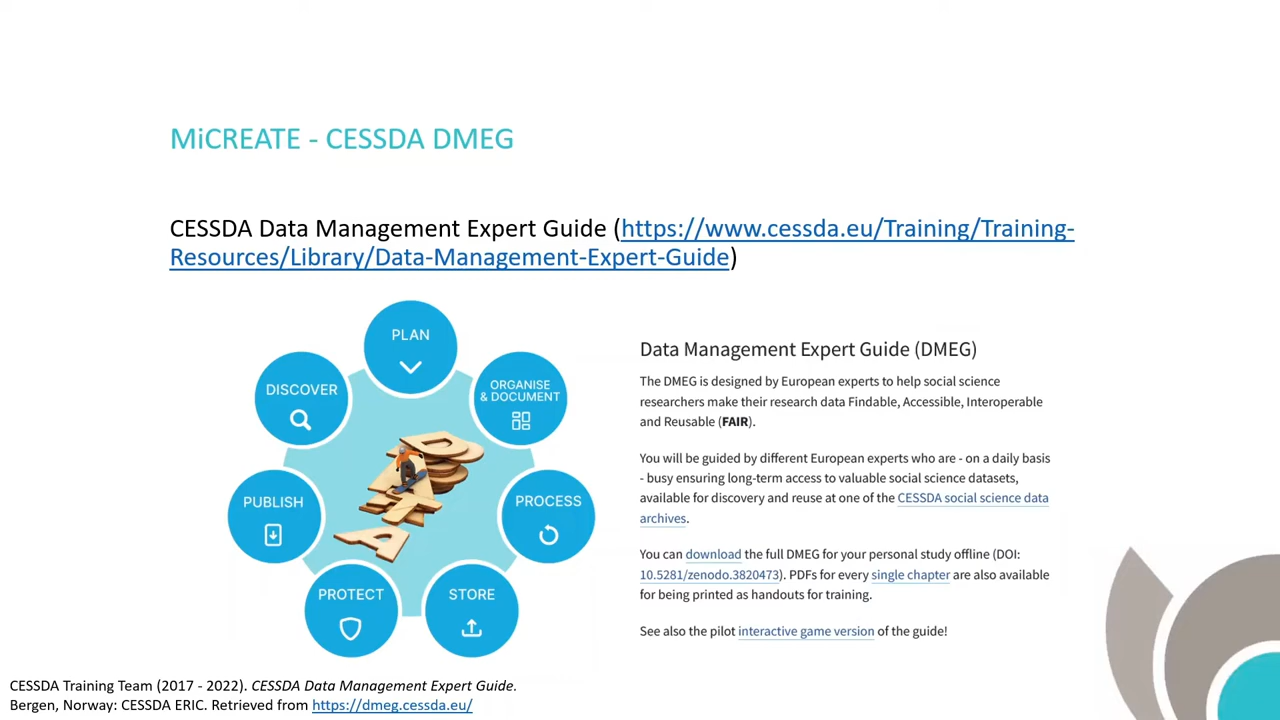 MiCREATE - CESSDA DMEG
CESSDA Data Management Expert Guide (https://www.cessda.eu/Training/Training-
Resources/Library/Data-Management-Expert-Guide)
PLAN
DISCOVER
ORGANISE
& DOCUMENT
PUBLISH
PROCESS
PROTECT
STORE
DATA
Data Management Expert Guide (DMEG)
The DMEG is designed by European experts to help social science
researchers make their research data Findable, Accessible, Interoperable
and Reusable (FAIR).
You will be guided by different European experts who are - on a daily basis
- busy ensuring long-term access to valuable social science datasets,
available for discovery and reuse at one of the CESSDA social science data
archives.
You can download the full DMEG for your personal study offline (DOI:
10.5281/zenodo.3820473). PDFs for every single chapter are also available
for being printed as handouts for training.
See also the pilot interactive game version of the guide!
CESSDA Training Team (2017 - 2022). CESSDA Data Management Expert Guide.
Bergen, Norway: CESSDA ERIC. Retrieved from https://dmeg.cessda.eu/